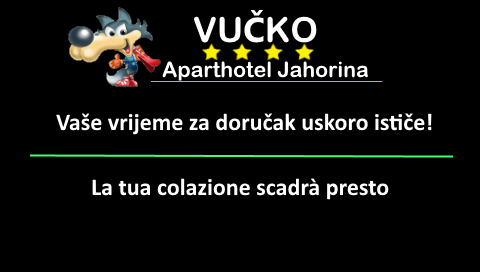 VUČKO
Aparthotel Jahorina
Vaše vrijeme za doručak uskoro ističe!
La tua colazione scadrà presto